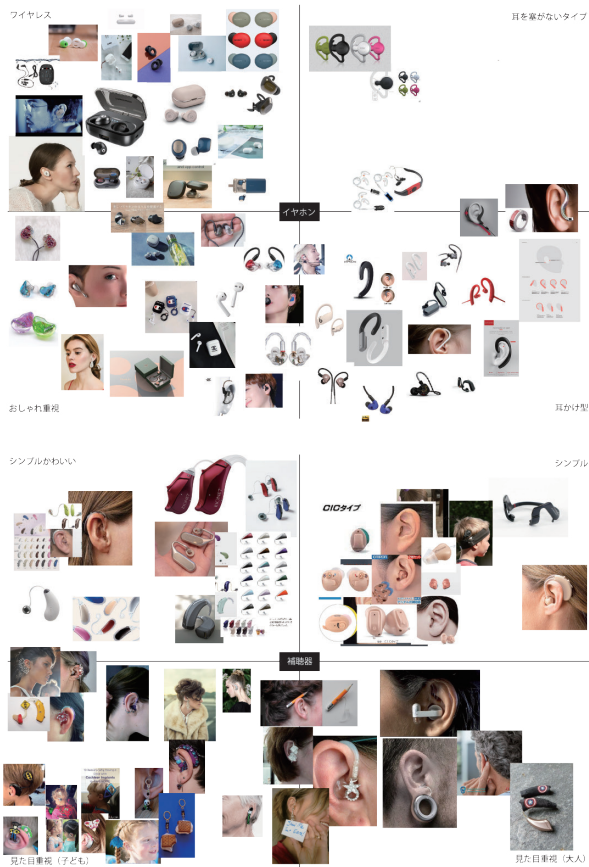 ワイヤレス
耳を塞がないタイプ
イヤホン
おしゃれ重視
耳かけ型
シンプルかわいい
シンプル
CICタイプ
補聴器
見た目重視（子ども）
見た目重視（大人）